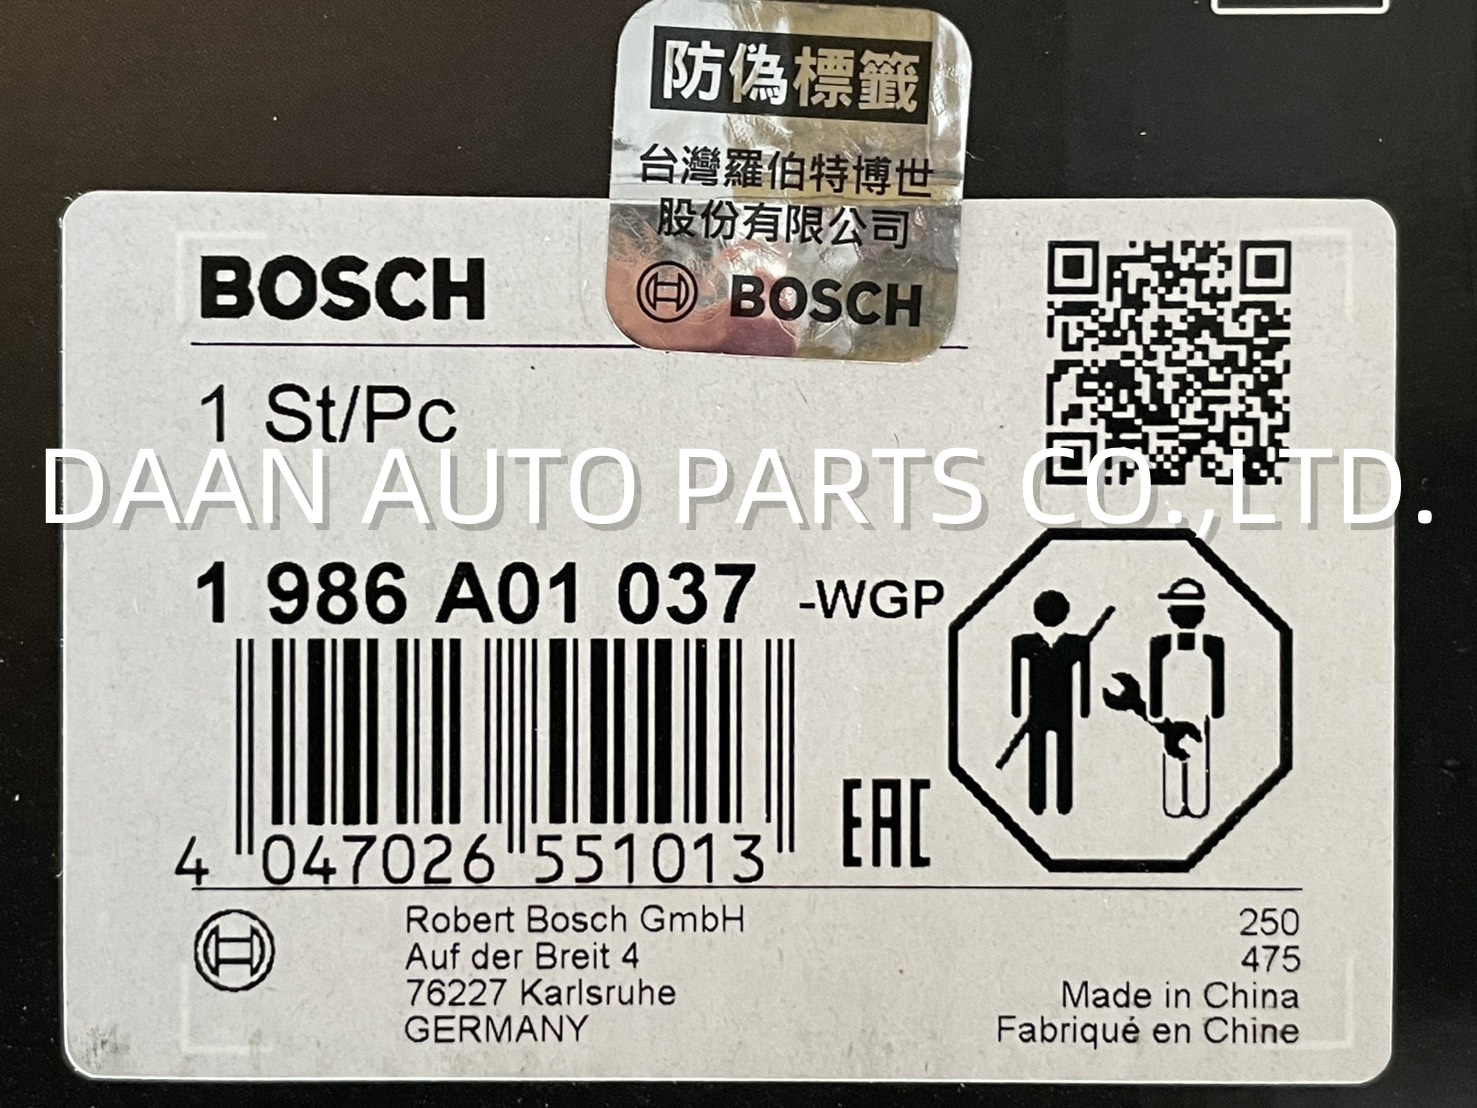 防偽標籤
台灣羅伯特博世
股份有限公司
BOSCH
BOSCH
1 St/Pc
DAAN AUTO PARTS CO.,LTD.
1 986 A01 037 -WGP
4 047026 551013
EAC
Robert Bosch GmbH
Auf der Breit 4
76227 Karlsruhe
GERMANY
250
475
Made in China
Fabriqué en Chine